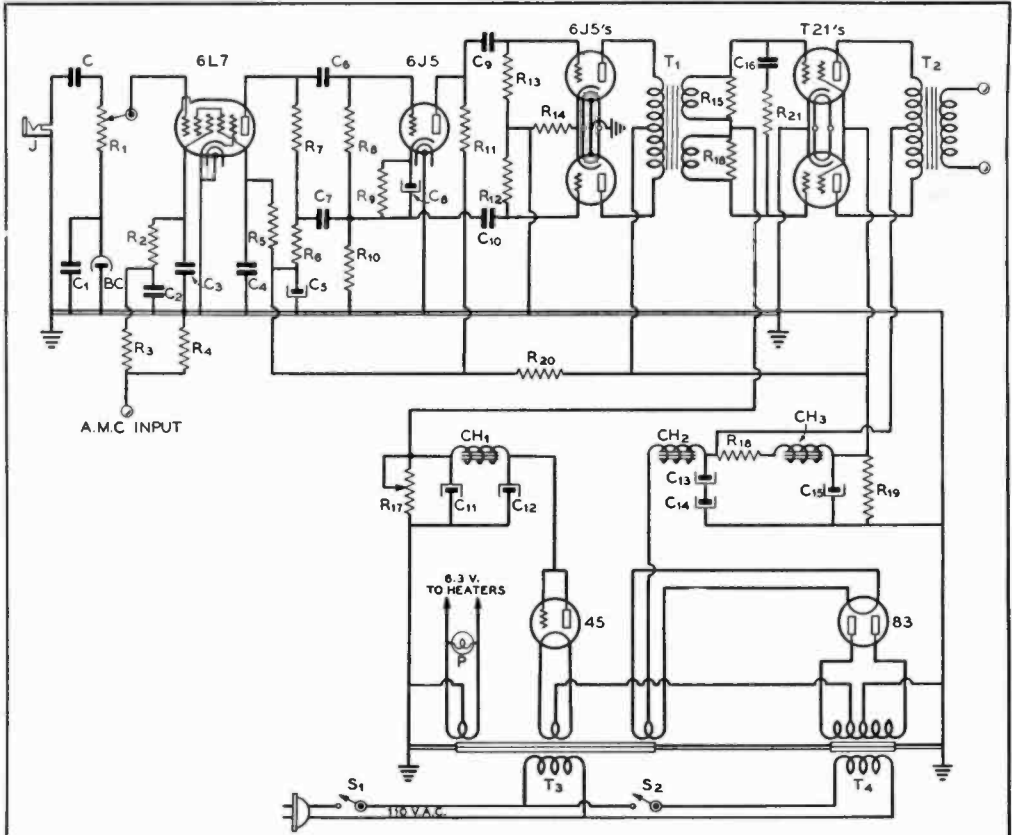 6L7
6J5
6J5's
T21's
C
C6
C9
R13
T1
C16
T2
R14
R15
R21
J
R1
R7
R8
R11
R9
C8
R12
R16
C7
C10
R2
R5
R6
R10
C1
BC
C2
C3
C4
C5
R3
R4
R20
A.M.C INPUT
CH1
CH2
R18
CH3
C13
C15
R19
R17
C11
C12
C14
6.3 V.
TO HEATERS
P
45
83
S1
T3
S2
T4
110 V A.C.